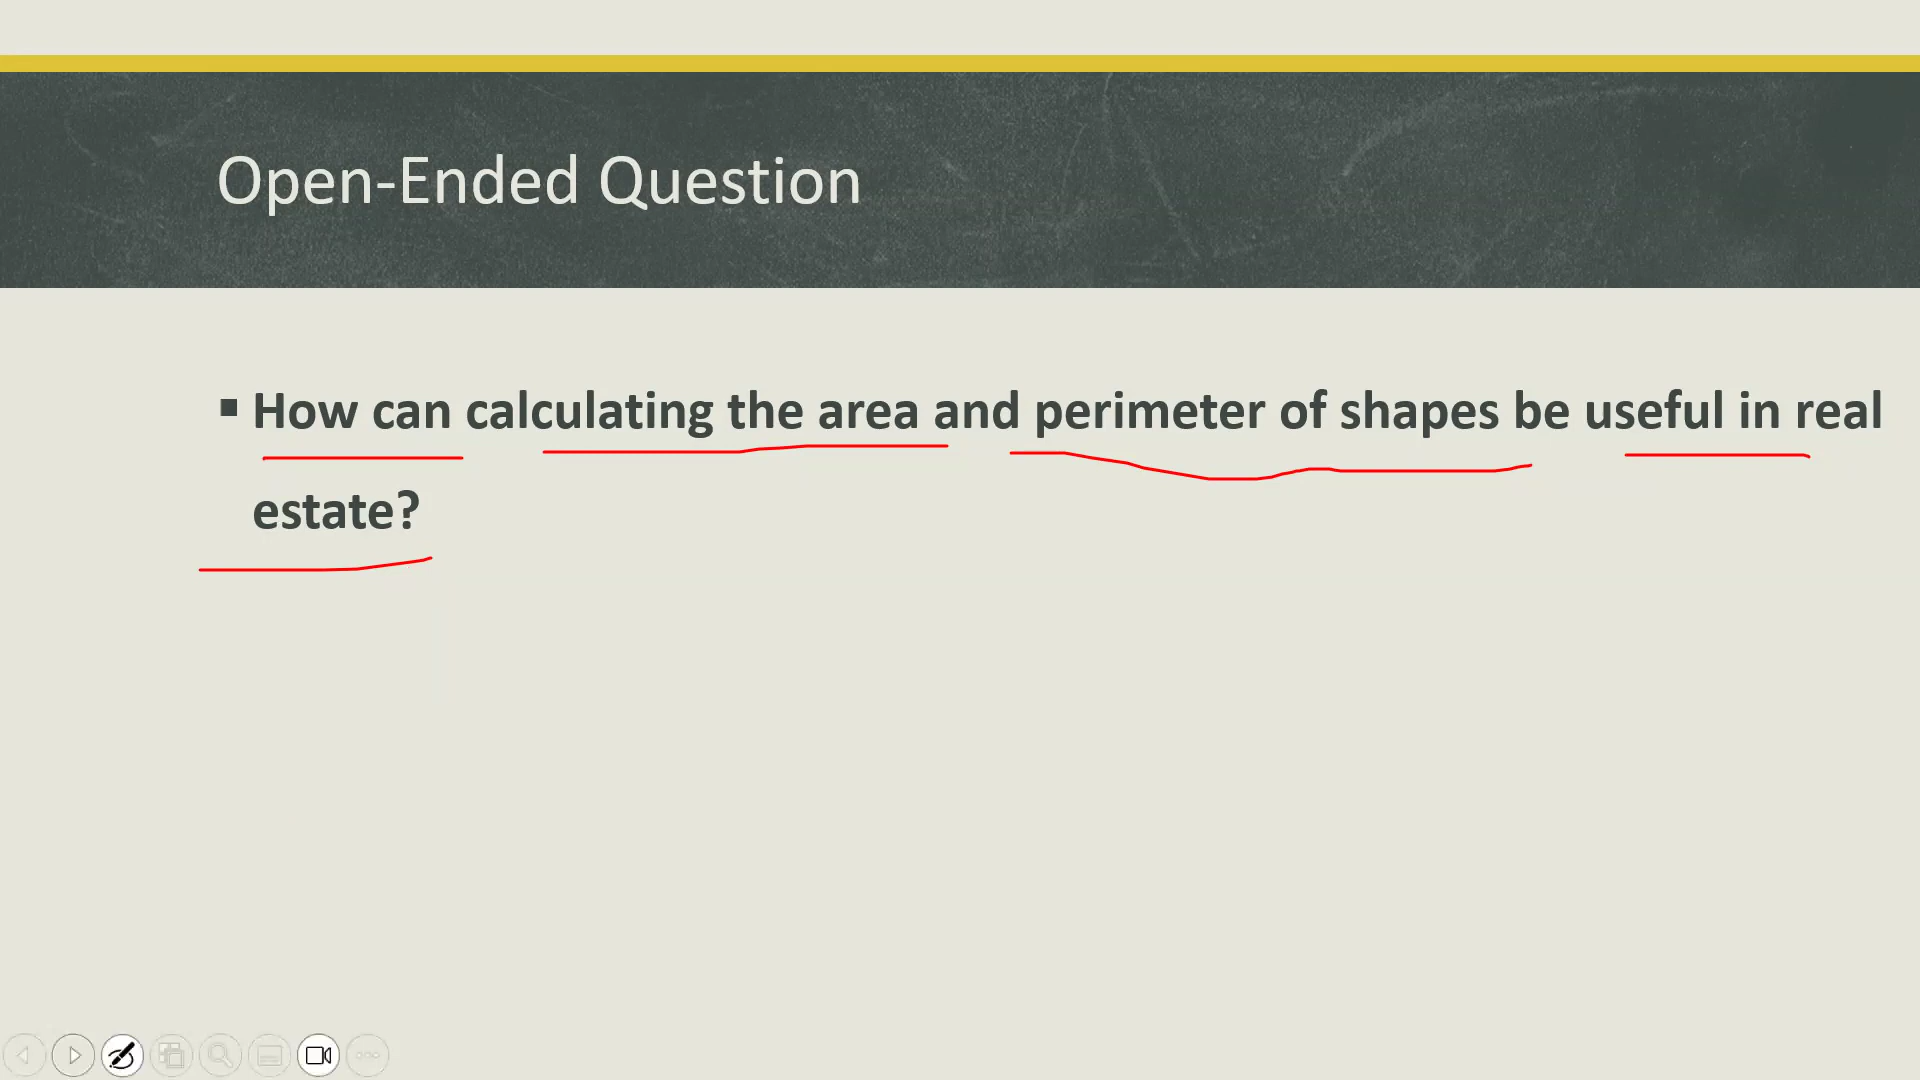 Open-Ended Question
▪ How can calculating the area and perimeter of shapes be useful in real
estate?